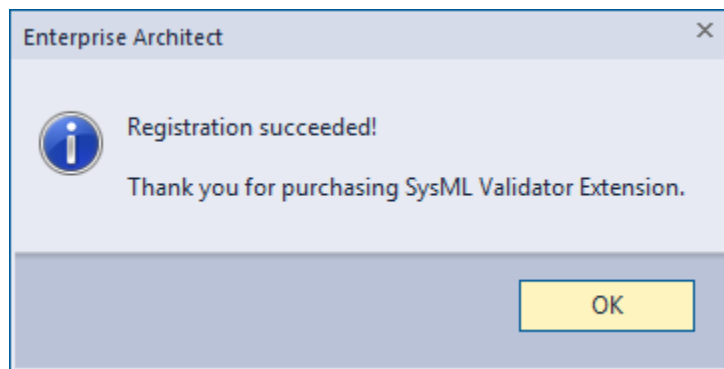 Enterprise Architect
Registration succeeded!
Thank you for purchasing SysML Validator Extension.
OK